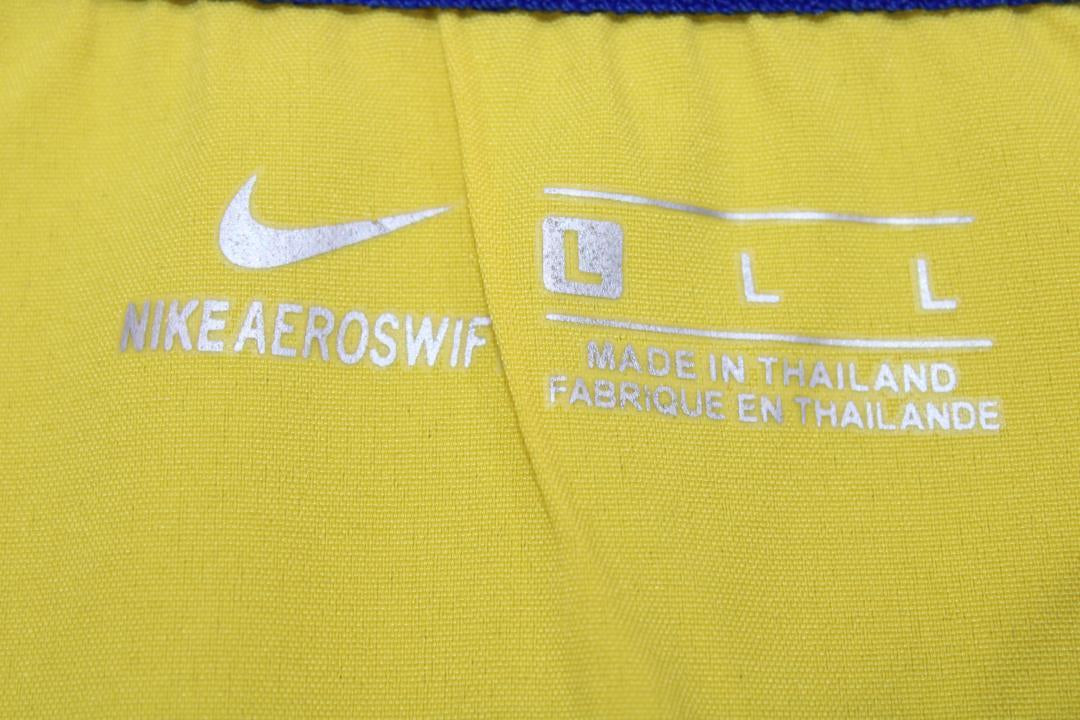 NIKE AEROSWIF
L L L
MADE IN THAILAND
FABRIQUE EN THAILANDE